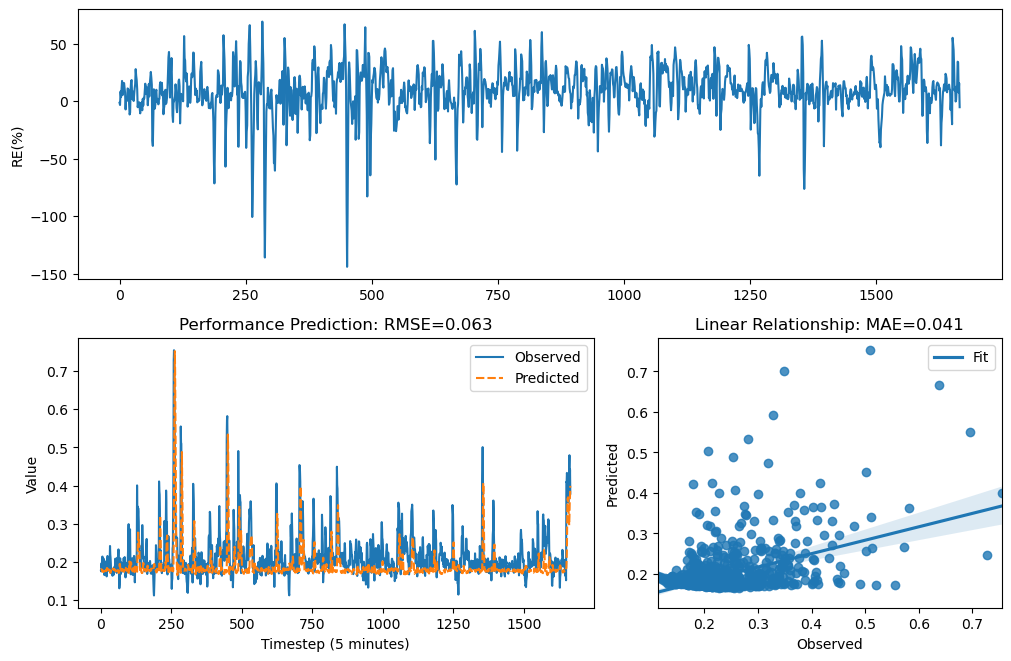 50
0
−50
−100
−150
RE(%)
0 250 500 750 1000 1250 1500
Performance Prediction: RMSE=0.063
Observed
Predicted
0.7
0.6
0.5
0.4
0.3
0.2
0.1
Value
0 250 500 750 1000 1250 1500
Timestep (5 minutes)
Linear Relationship: MAE=0.041
Fit
0.7
0.6
0.5
0.4
0.3
0.2
Predicted
0.2 0.3 0.4 0.5 0.6 0.7
Observed